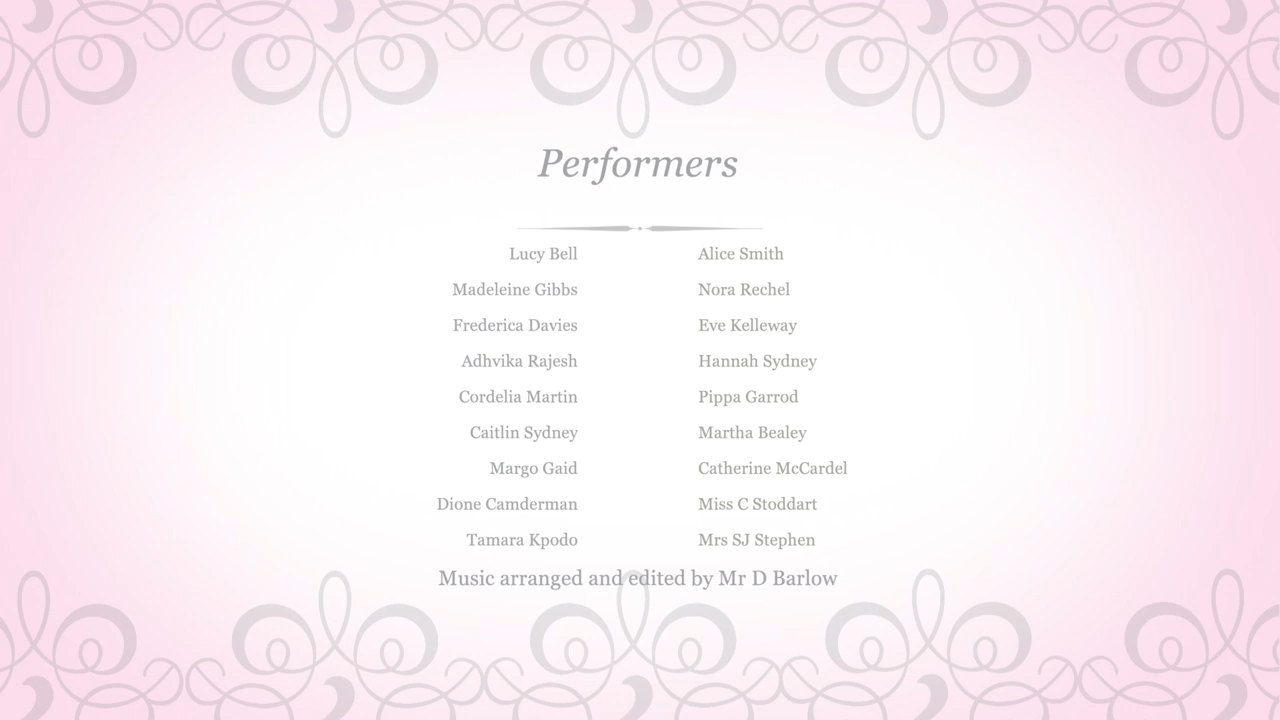 Performers
Lucy Bell Alice Smith
Madeleine Gibbs Nora Rechel
Frederica Davies Eve Kelleway
Adhvika Rajesh Hannah Sydney
Cordelia Martin Pippa Garrod
Caitlin Sydney Martha Bealey
Margo Gaid Catherine McCardel
Dione Camderman Miss C Stoddart
Tamara Kpodo Mrs SJ Stephen
Music arranged and edited by Mr D Barlow